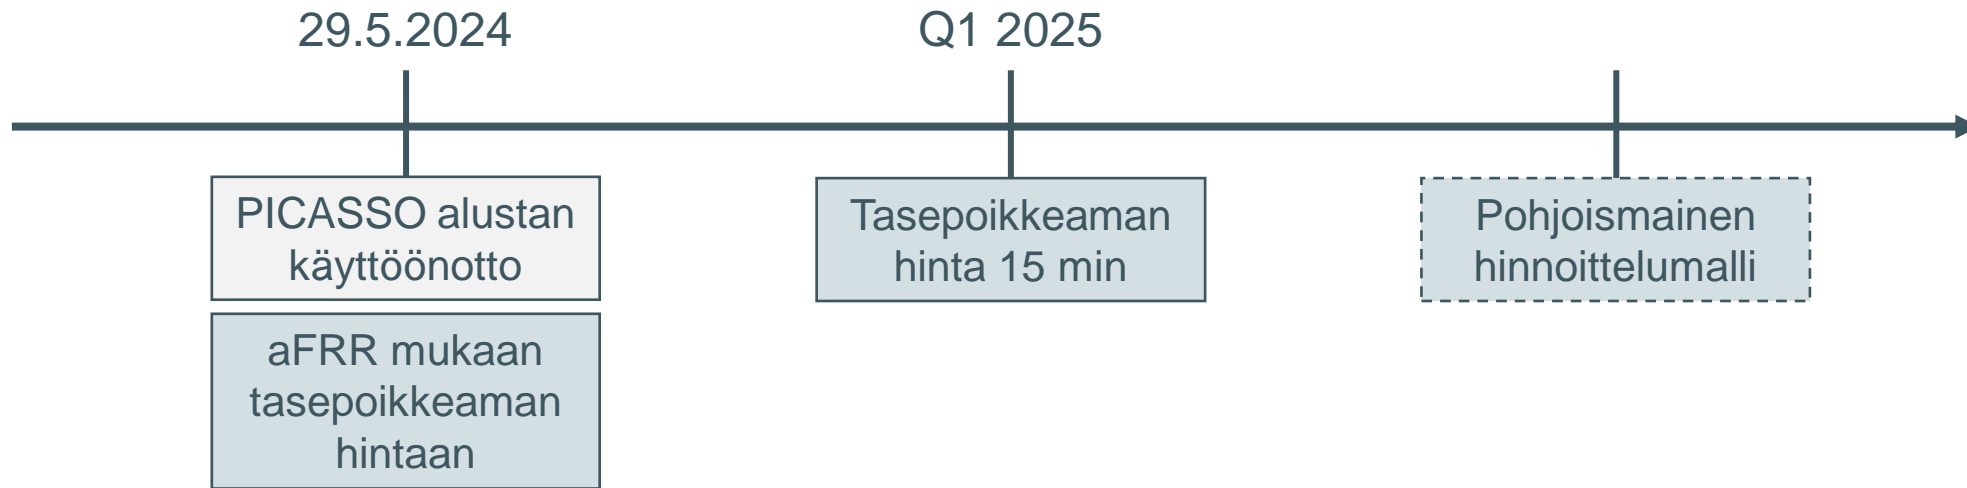 29.5.2024
Q1 2025
PICASSO alustan
käyttöönotto
Tasepoikkeaman
hinta 15 min
Pohjoismainen
hinnoittelumalli
aFRR mukaan
tasepoikkeaman
hintaan